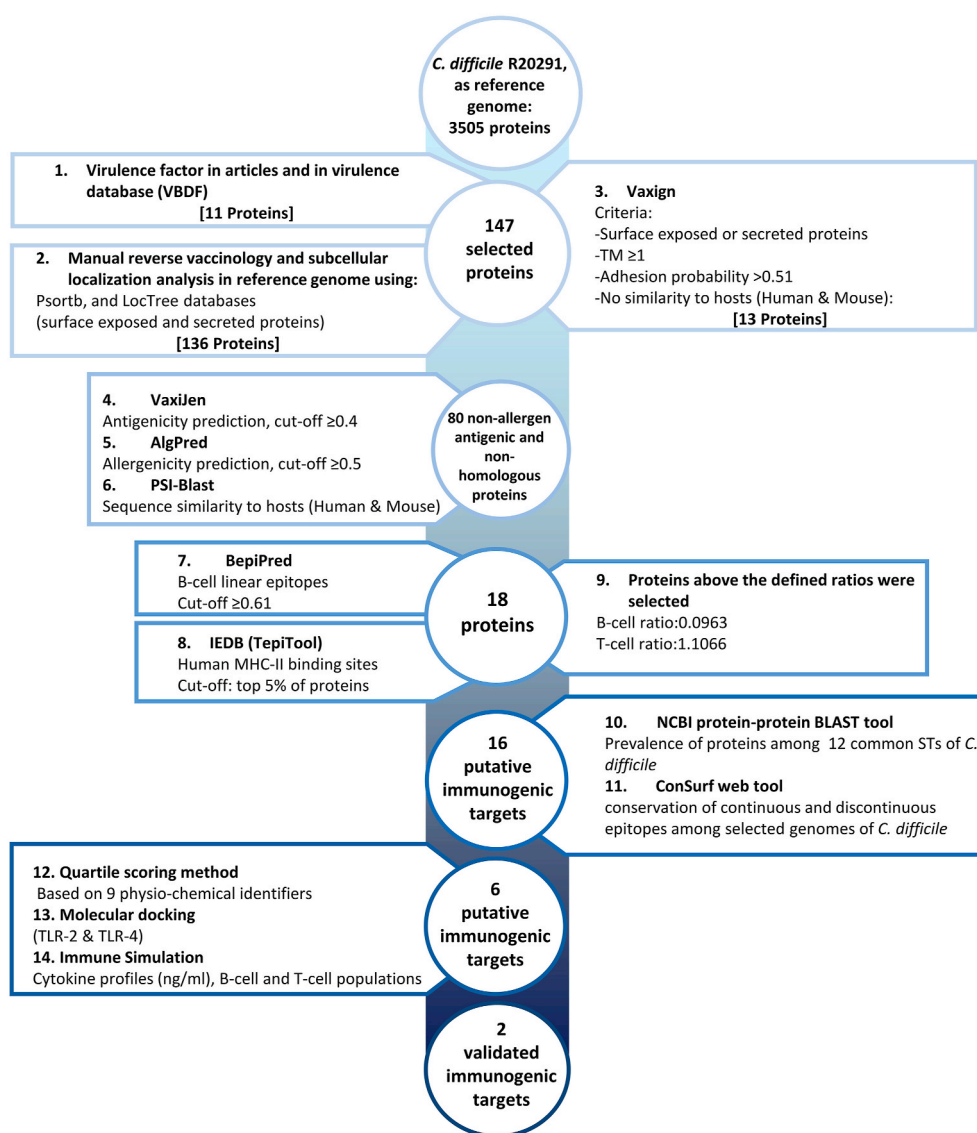 C. difficile R20291,
as reference
genome:
3505 proteins
1. Virulence factor in articles and in virulence
database (VBDF)
[11 Proteins]
2. Manual reverse vaccinology and subcellular
localization analysis in reference genome using:
Psortb, and LocTree databases
(surface exposed and secreted proteins)
[136 Proteins]
147
selected
proteins
3. Vaxign
Criteria:
-Surface exposed or secreted proteins
-TM ≥1
-Adhesion probability >0.51
-No similarity to hosts (Human & Mouse):
[13 Proteins]
4. VaxiJen
Antigenicity prediction, cut-off ≥0.4
5. AlgPred
Allergenicity prediction, cut-off ≥0.5
6. PSI-Blast
Sequence similarity to hosts (Human & Mouse)
80 non-allergen
antigenic and
non-
homologous
proteins
7. BepiPred
B-cell linear epitopes
Cut-off ≥0.61
8. IEDB (TepiTool)
Human MHC-II binding sites
Cut-off: top 5% of proteins
18
proteins
9. Proteins above the defined ratios were
selected
B-cell ratio:0.0963
T-cell ratio:1.1066
16
putative
immunogenic
targets
10. NCBI protein-protein BLAST tool
Prevalence of proteins among 12 common STs of C.
difficile
11. ConSurf web tool
conservation of continuous and discontinuous
epitopes among selected genomes of C. difficile
12. Quartile scoring method
Based on 9 physio-chemical identifiers
13. Molecular docking
(TLR-2 & TLR-4)
14. Immune Simulation
Cytokine profiles (ng/ml), B-cell and T-cell populations
6
putative
immunogenic
targets
2
validated
immunogenic
targets